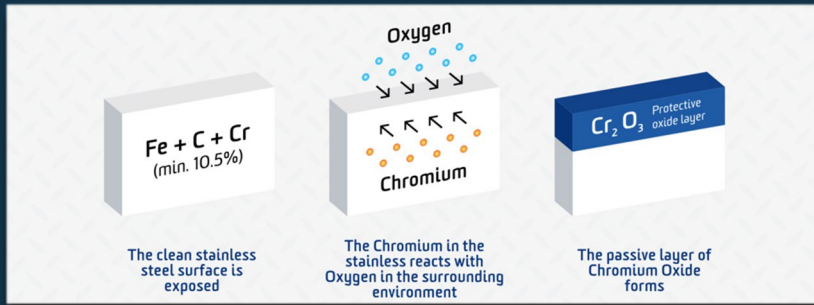 Fe + C + Cr
(min. 10.5%)
The clean stainless
steel surface is
exposed
Oxygen
Chromium
The Chromium in the
stainless reacts with
Oxygen in the surrounding
environment
Cr₂ O₃ Protective
oxide layer
The passive layer of
Chromium Oxide
forms